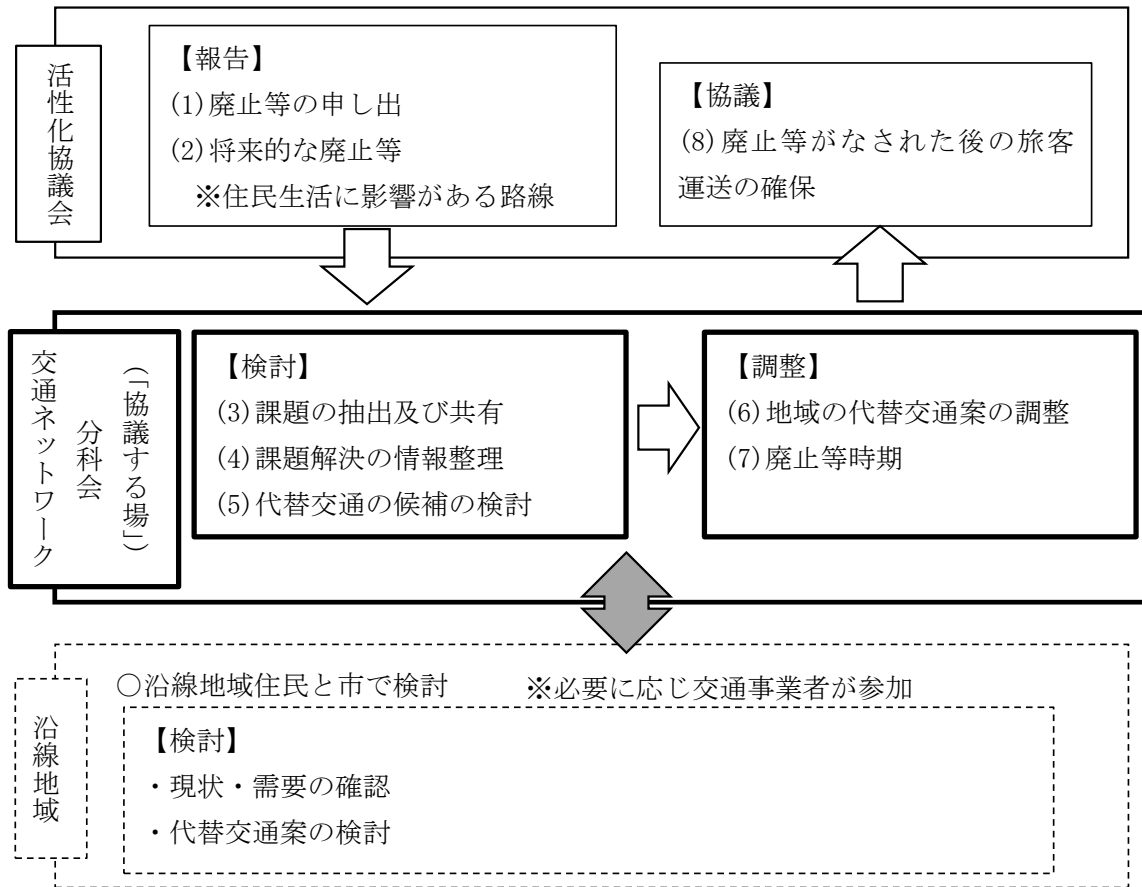 活性化協議会
【報告】
(1)廃止等の申し出
(2)将来的な廃止等
※住民生活に影響がある路線
【協議】
(8)廃止等がなされた後の旅客
運送の確保
(「協議する場」)
分科会
交通ネットワーク
【検討】
(3)課題の抽出及び共有
(4)課題解決の情報整理
(5)代替交通の候補の検討
【調整】
(6)地域の代替交通案の調整
(7)廃止等時期
沿線地域
○沿線地域住民と市で検討 ※必要に応じ交通事業者が参加
【検討】
・現状・需要の確認
・代替交通案の検討